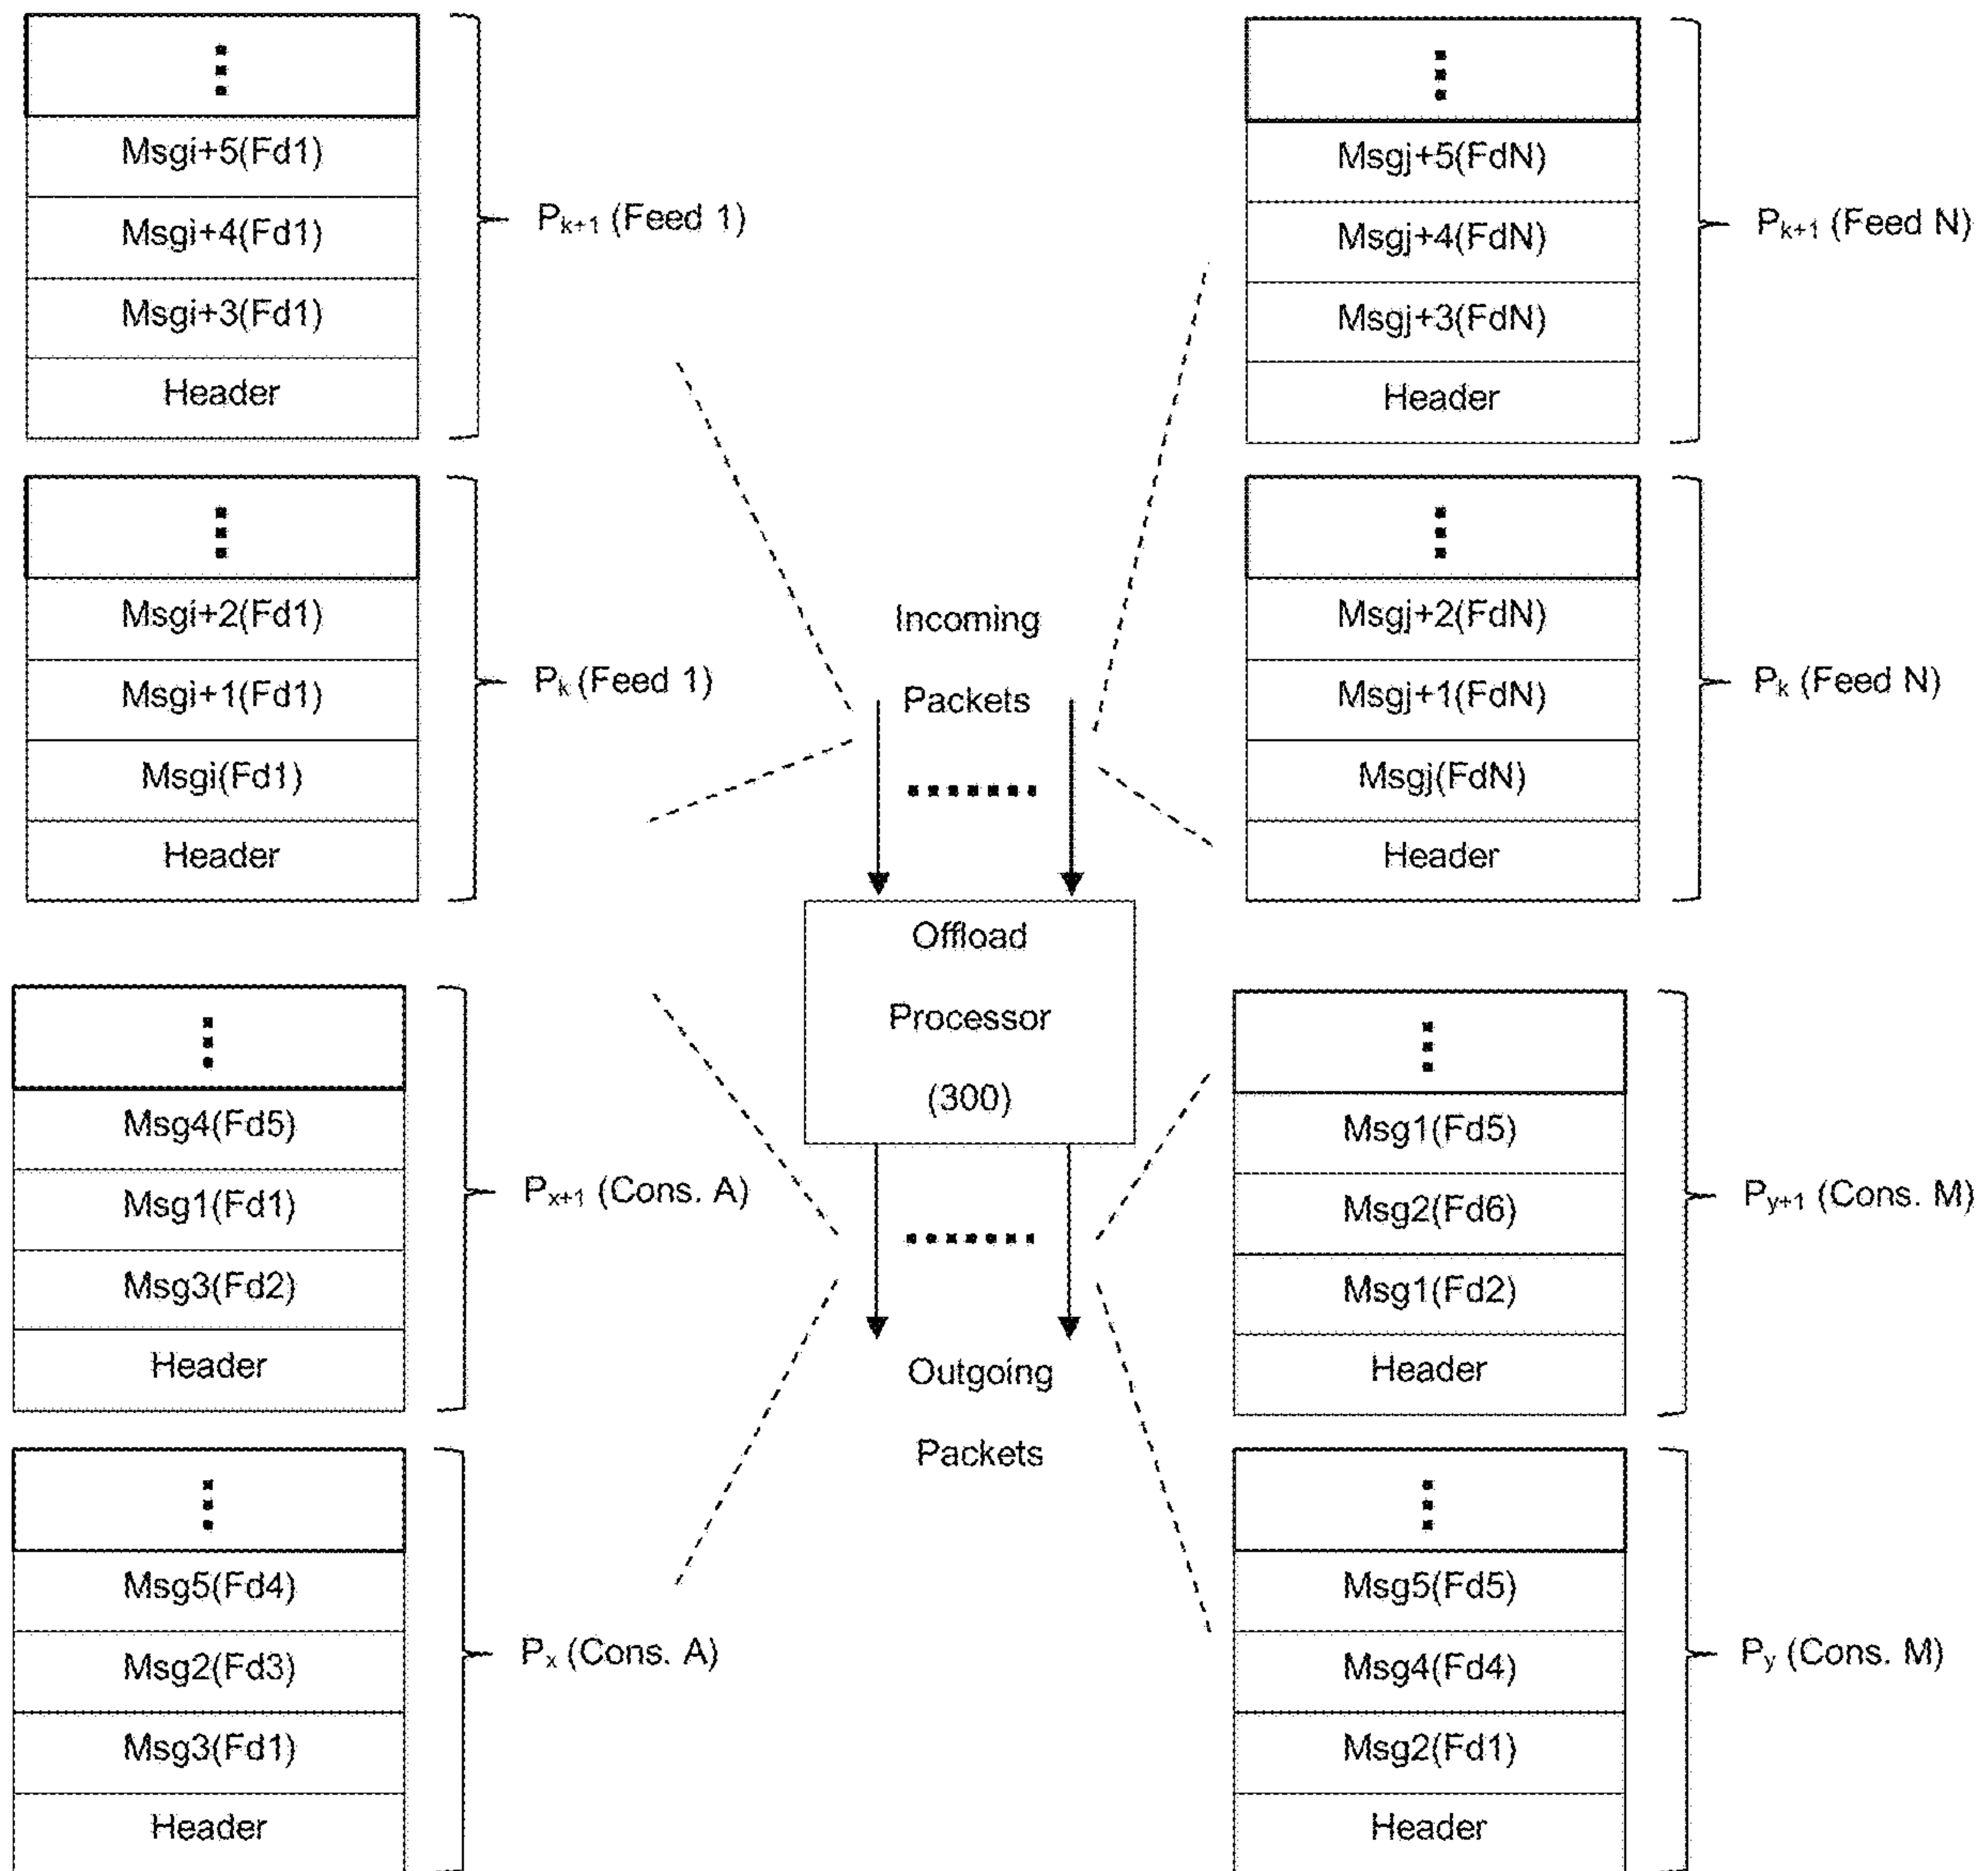 Msgi+5(Fd1)
Msgi+4(Fd1)
Msgi+3(Fd1)
Header
Pk+1 (Feed 1)
Msgj+5(FdN)
Msgj+4(FdN)
Msgj+3(FdN)
Header
Pk+1 (Feed N)
Msgi+2(Fd1)
Msgi+1(Fd1)
Msgi(Fd1)
Header
Pk (Feed 1)
Incoming
Packets
Msgj+2(FdN)
Msgj+1(FdN)
Msgj(FdN)
Header
Pk (Feed N)
Offload
Processor
(300)
Msg4(Fd5)
Msg1(Fd1)
Msg3(Fd2)
Header
Px+1 (Cons. A)
Msg1(Fd5)
Msg2(Fd6)
Msg1(Fd2)
Header
Py+1 (Cons. M)
Outgoing
Packets
Msg5(Fd4)
Msg2(Fd3)
Msg3(Fd1)
Header
Px (Cons. A)
Msg5(Fd5)
Msg4(Fd4)
Msg2(Fd1)
Header
Py (Cons. M)